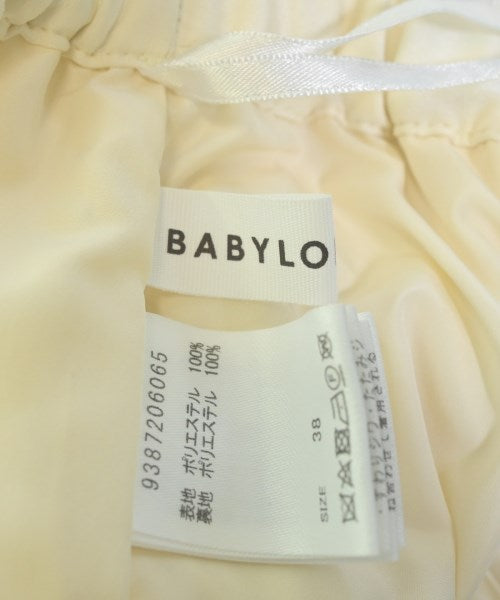 BABYLO
9387206065
表地 ポリエステル 100%
裏地 ポリエステル 100%
SIZE 38